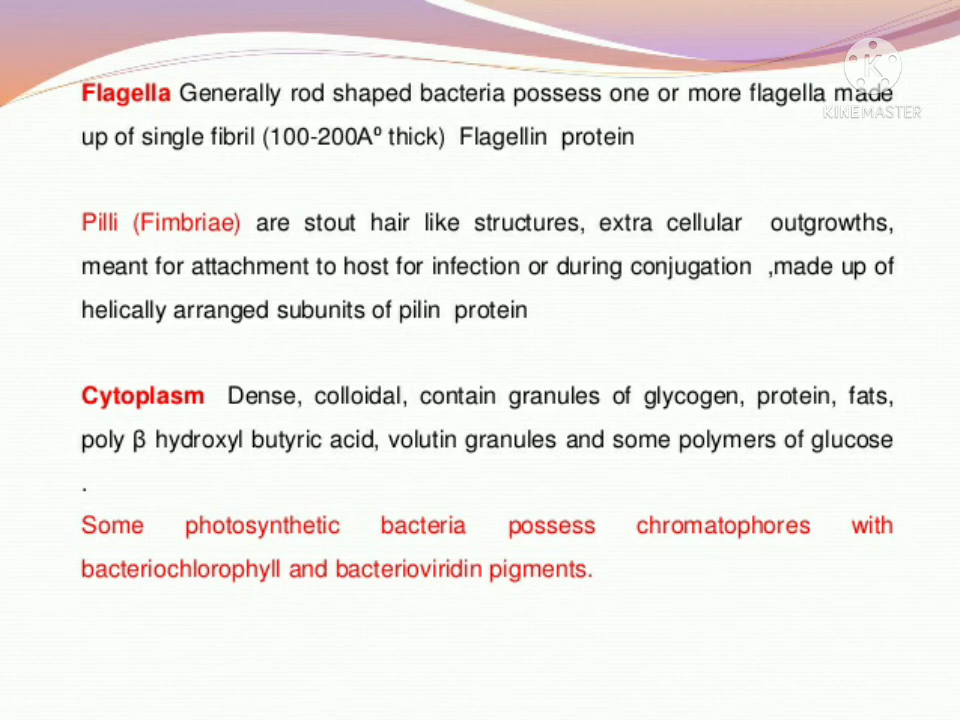 Flagella Generally rod shaped bacteria possess one or more flagella made
up of single fibril (100-200Aº thick) Flagellin protein
Pilli (Fimbriae) are stout hair like structures, extra cellular outgrowths,
meant for attachment to host for infection or during conjugation ,made up of
helically arranged subunits of pilin protein
Cytoplasm Dense, colloidal, contain granules of glycogen, protein, fats,
poly β hydroxyl butyric acid, volutin granules and some polymers of glucose
.
Some photosynthetic bacteria possess chromatophores with
bacteriochlorophyll and bacterioviridin pigments.
K
KINEMASTER